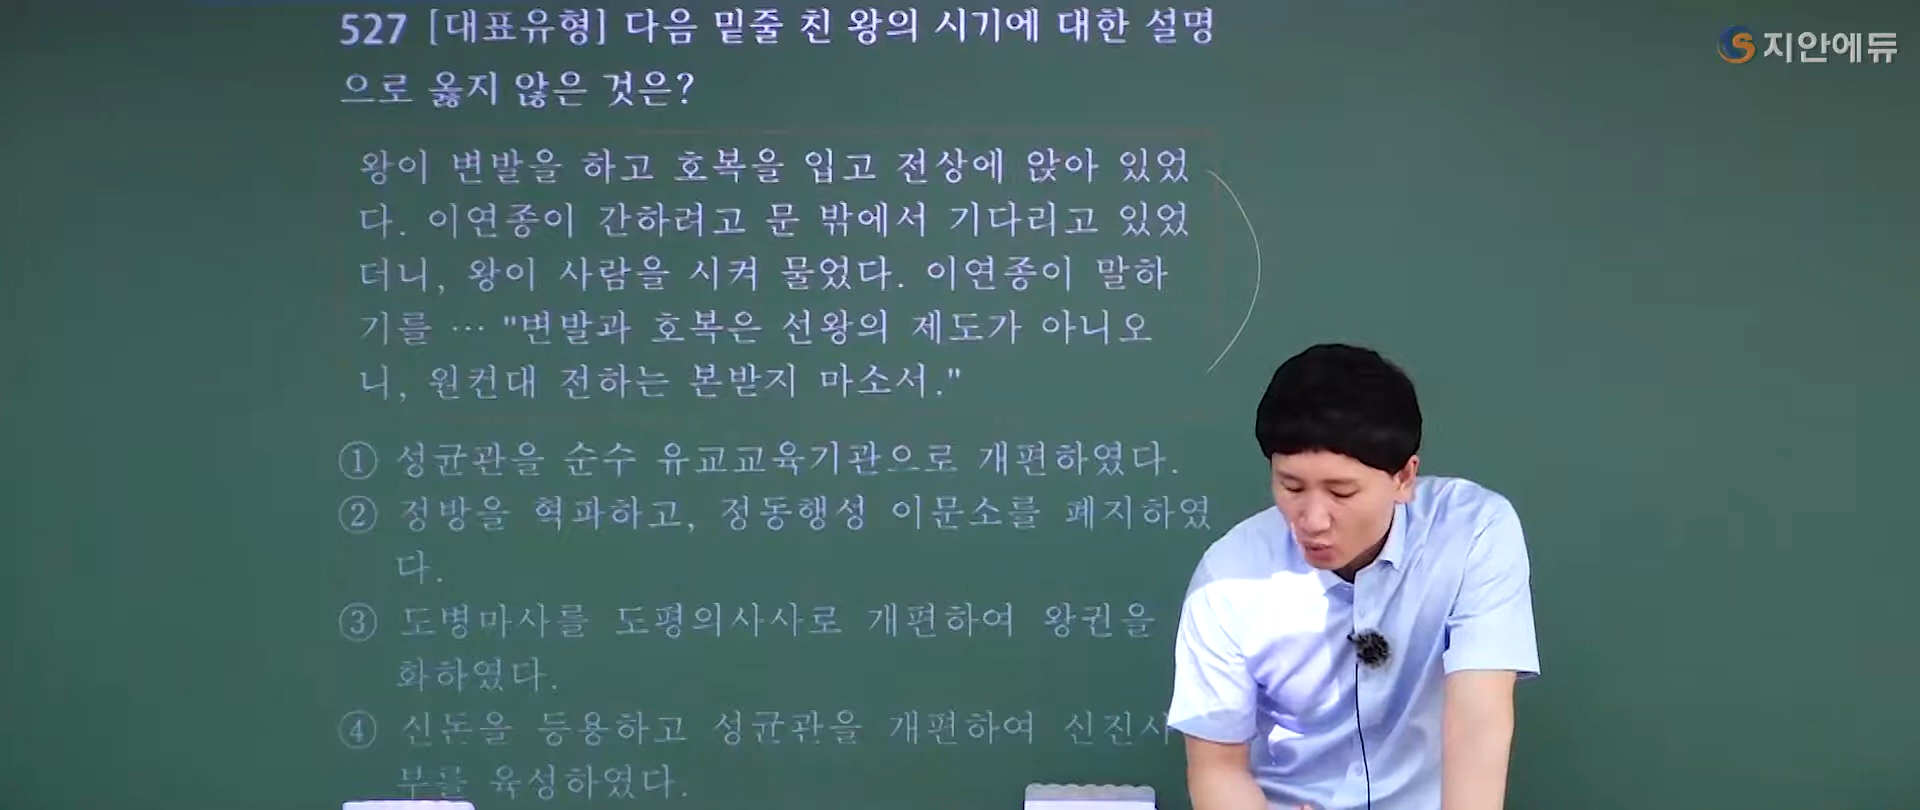 527 [대표유형] 다음 밑줄 친 왕의 시기에 대한 설명
으로 옳지 않은 것은?
지안에듀
왕이 변발을 하고 호복을 입고 전상에 앉아 있었
다. 이연종이 간하려고 문 밖에서 기다리고 있었
더니, 왕이 사람을 시켜 물었다. 이연종이 말하
기를 … "변발과 호복은 선왕의 제도가 아니오
니, 원컨대 전하는 본받지 마소서."
① 성균관을 순수 유교교육기관으로 개편하였다.
② 정방을 혁파하고, 정동행성 이문소를 폐지하였
다.
③ 도병마사를 도평의사사로 개편하여 왕권을
화하였다.
④ 신돈을 등용하고 성균관을 개편하여 신진사
부를 육성하였다.